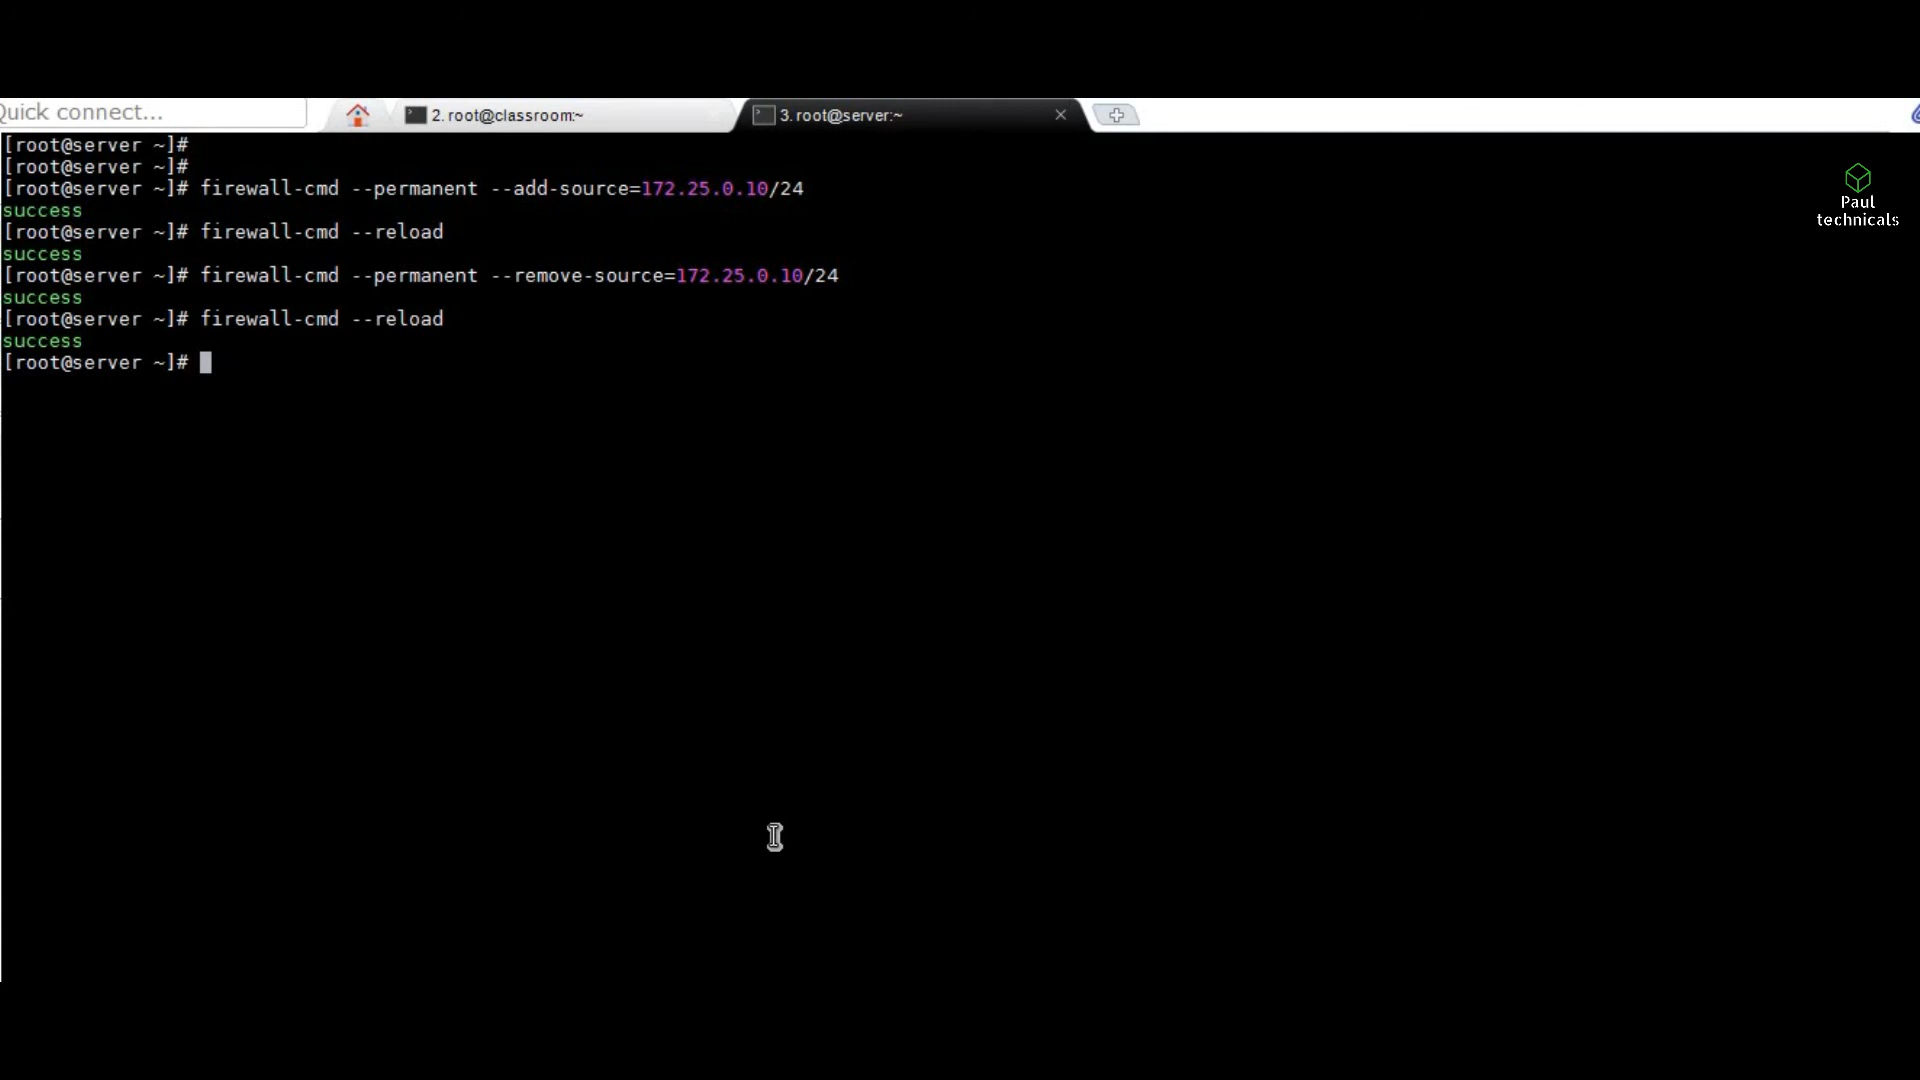 Quick connect...
2. root@classroom:~
3. root@server:~
[root@server ~]#
[root@server ~]#
[root@server ~]# firewall-cmd --permanent --add-source=172.25.0.10/24
success
[root@server ~]# firewall-cmd --reload
success
[root@server ~]# firewall-cmd --permanent --remove-source=172.25.0.10/24
success
[root@server ~]# firewall-cmd --reload
success
[root@server ~]#
Paul
technicals